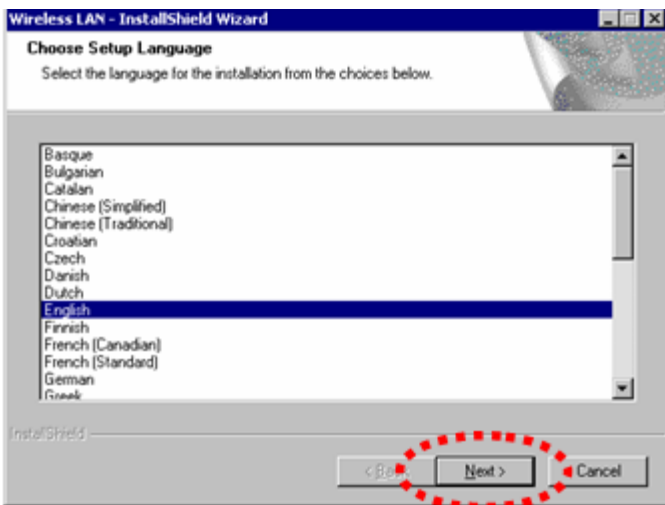 Wireless LAN - InstallShield Wizard
Choose Setup Language
Select the language for the installation from the choices below.
Basque
Bulgarian
Catalan
Chinese (Simplified)
Chinese (Traditional)
Croatian
Czech
Danish
Dutch
English
Finnish
French (Canadian)
French (Standard)
German
Greek
InstallShield
< Back Next > Cancel